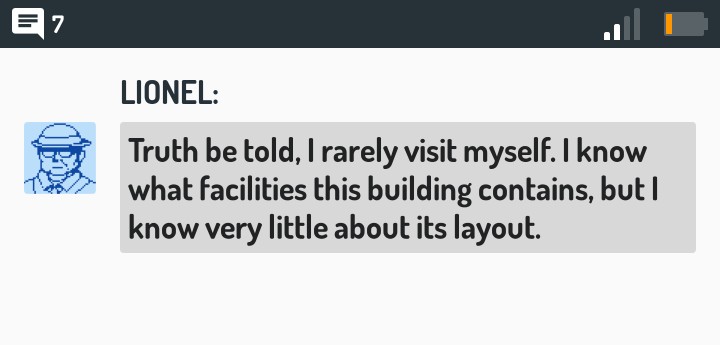 7
LIONEL:
Truth be told, I rarely visit myself. I know
what facilities this building contains, but I
know very little about its layout.